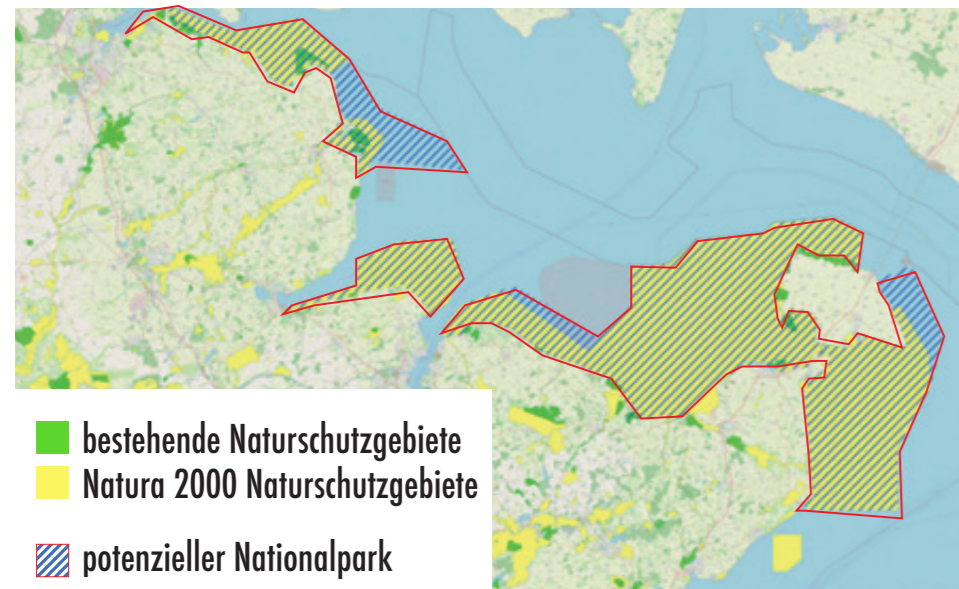 bestehende Naturschutzgebiete
Natura 2000 Naturschutzgebiete
potenzieller Nationalpark